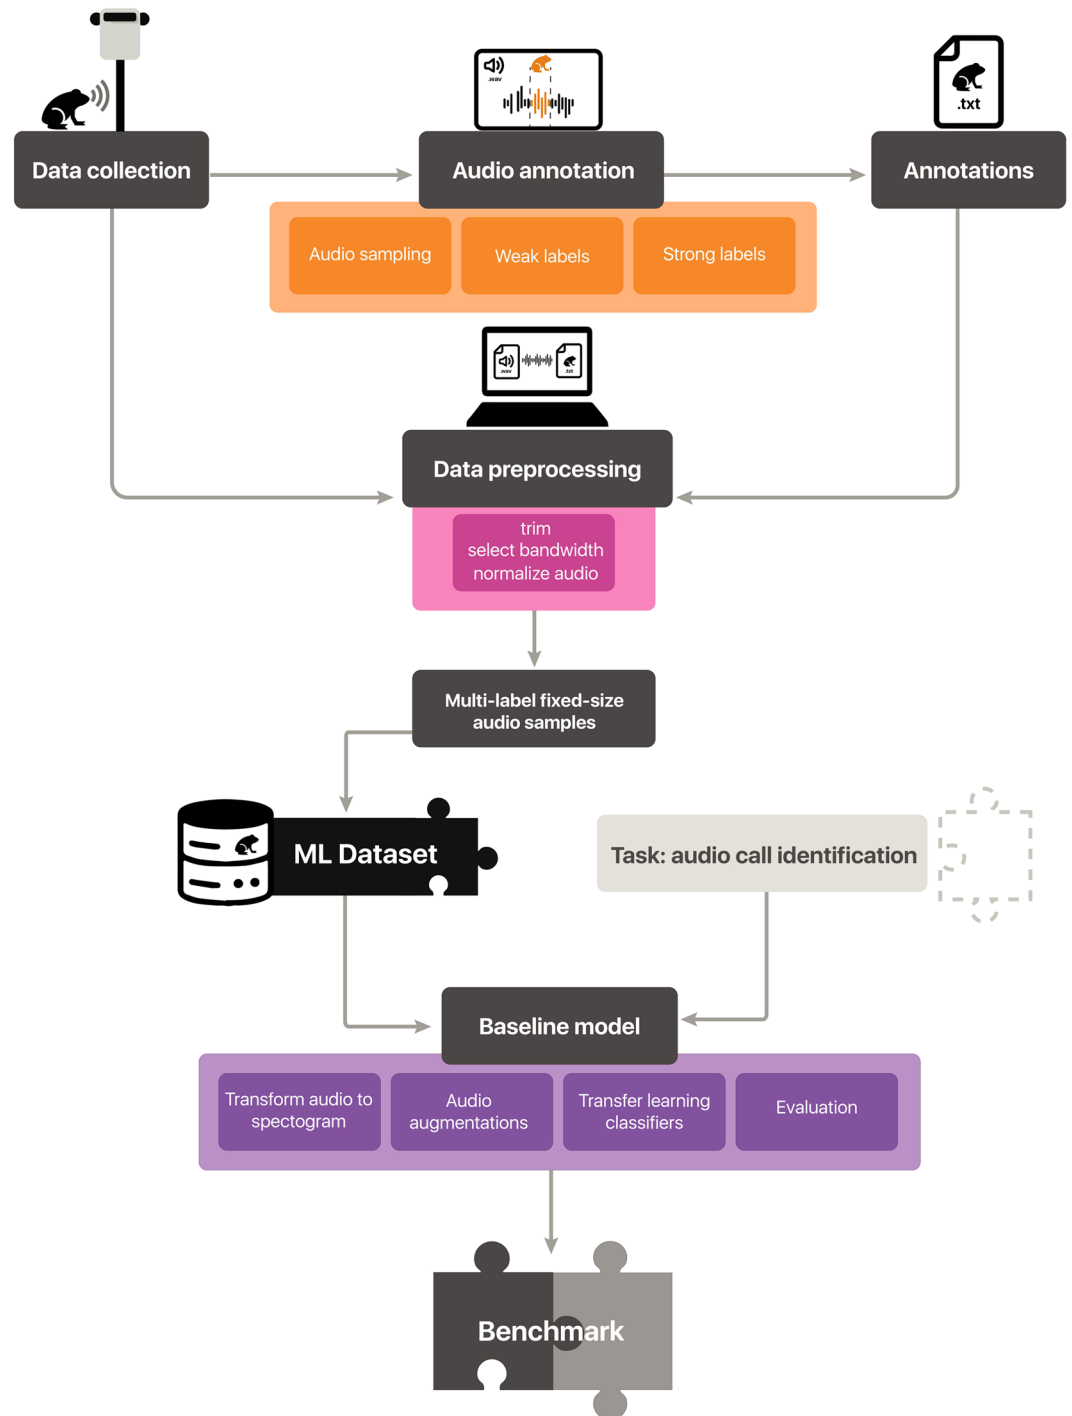 .wav
.txt
Data collection
Audio annotation
Annotations
Audio sampling
Weak labels
Strong labels
.wav
.txt
Data preprocessing
trim
select bandwidth
normalize audio
Multi-label fixed-size
audio samples
ML Dataset
Task: audio call identification
Baseline model
Transform audio to
spectogram
Audio
augmentations
Transfer learning
classifiers
Evaluation
Benchmark